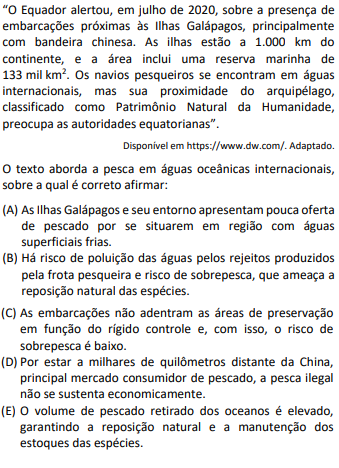 “O Equador alertou, em julho de 2020, sobre a presença de
embarcações próximas às Ilhas Galápagos, principalmente
com bandeira chinesa. As ilhas estão a 1.000 km do
continente, e a área inclui uma reserva marinha de
133 mil km². Os navios pesqueiros se encontram em águas
internacionais, mas sua proximidade do arquipélago,
classificado como Patrimônio Natural da Humanidade,
preocupa as autoridades equatorianas”.
Disponível em https://www.dw.com/. Adaptado.
O texto aborda a pesca em águas oceânicas internacionais,
sobre a qual é correto afirmar:
(A) As Ilhas Galápagos e seu entorno apresentam pouca oferta
de pescado por se situarem em região com águas
superficiais frias.
(B) Há risco de poluição das águas pelos rejeitos produzidos
pela frota pesqueira e risco de sobrepesca, que ameaça a
reposição natural das espécies.
(C) As embarcações não adentram as áreas de preservação
em função do rígido controle e, com isso, o risco de
sobrepesca é baixo.
(D) Por estar a milhares de quilômetros distante da China,
principal mercado consumidor de pescado, a pesca ilegal
não se sustenta economicamente.
(E) O volume de pescado retirado dos oceanos é elevado,
garantindo a reposição natural e a manutenção dos
estoques das espécies.